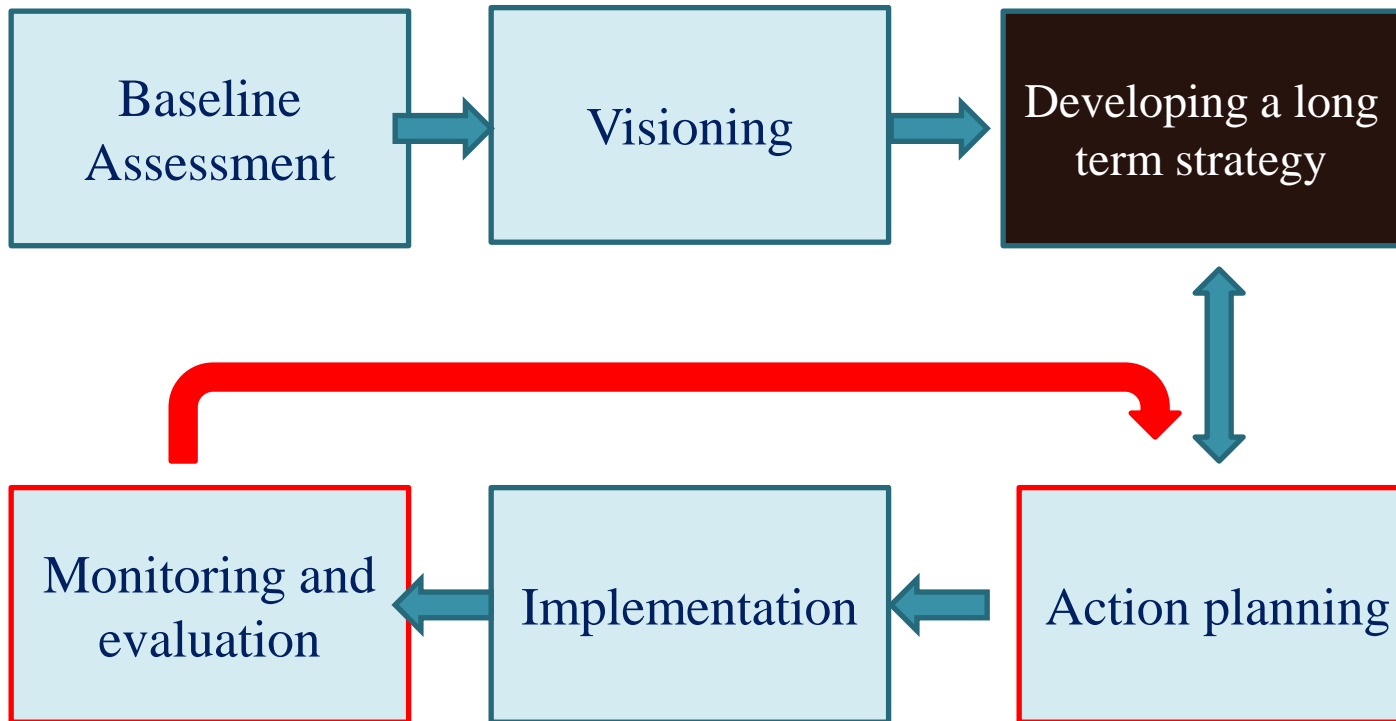 Baseline
Assessment
Visioning
Developing a long
term strategy
Monitoring and
evaluation
Implementation
Action planning